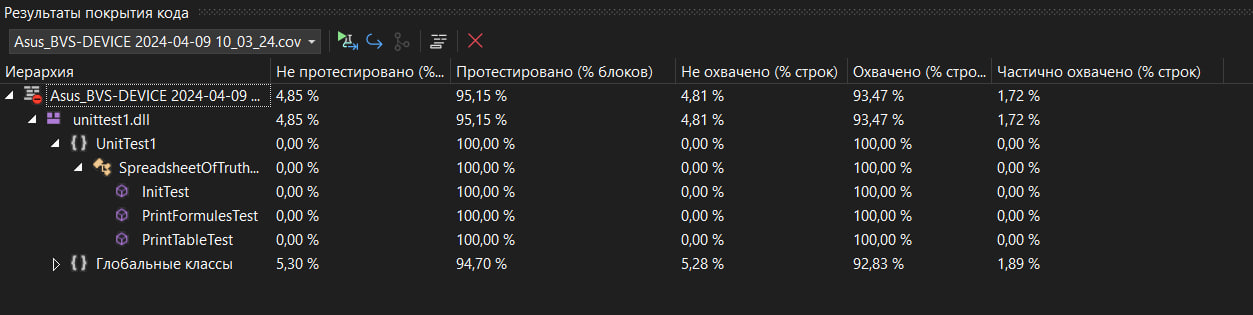 Результаты покрытия кода
Asus_BVS-DEVICE 2024-04-09 10_03_24.cov
Иерархия Не протестировано (%... Протестировано (% блоков) Не охвачено (% строк) Охвачено (% стро... Частично охвачено (% строк)
Asus_BVS-DEVICE 2024-04-09 ... 4,85 % 95,15 % 4,81 % 93,47 % 1,72 %
unittest1.dll 4,85 % 95,15 % 4,81 % 93,47 % 1,72 %
{ } UnitTest1 0,00 % 100,00 % 0,00 % 100,00 % 0,00 %
SpreadsheetOfTruth... 0,00 % 100,00 % 0,00 % 100,00 % 0,00 %
InitTest 0,00 % 100,00 % 0,00 % 100,00 % 0,00 %
PrintFormulesTest 0,00 % 100,00 % 0,00 % 100,00 % 0,00 %
PrintTableTest 0,00 % 100,00 % 0,00 % 100,00 % 0,00 %
{ } Глобальные классы 5,30 % 94,70 % 5,28 % 92,83 % 1,89 %